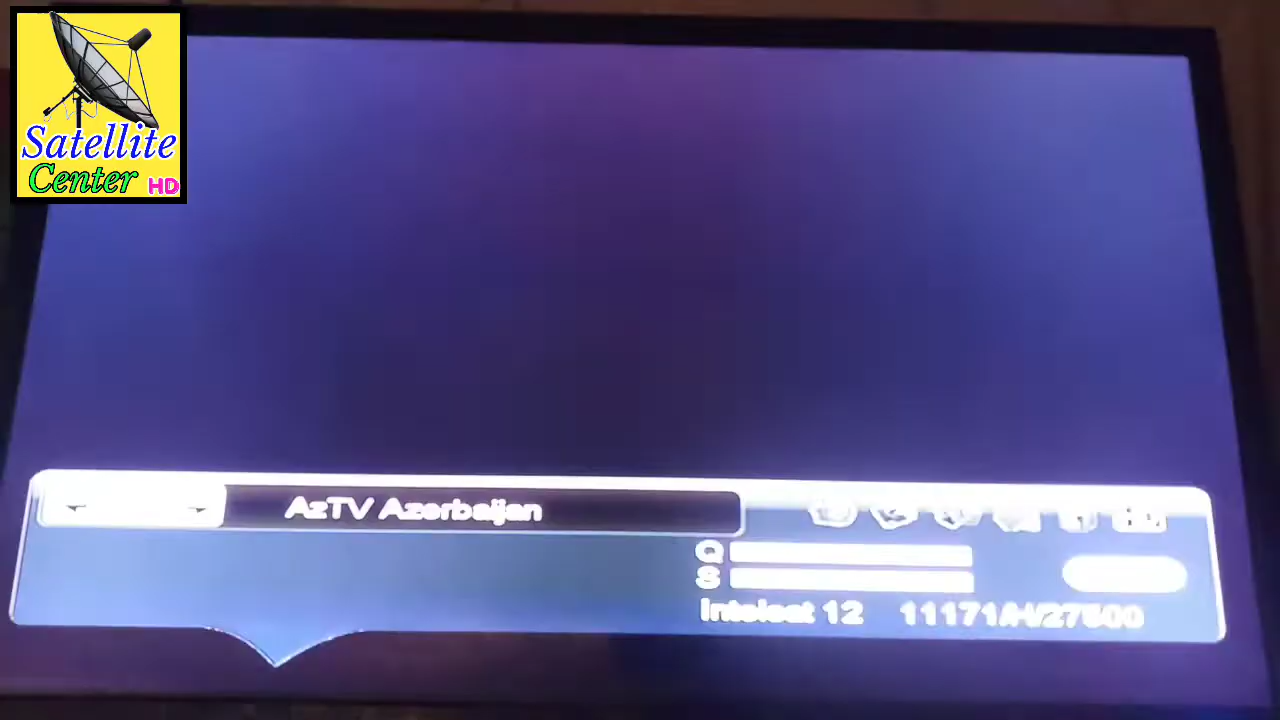 Satellite
Center HD
AzTV Azerbaijan
Q
S
Intelsat 12 11171/H/27500